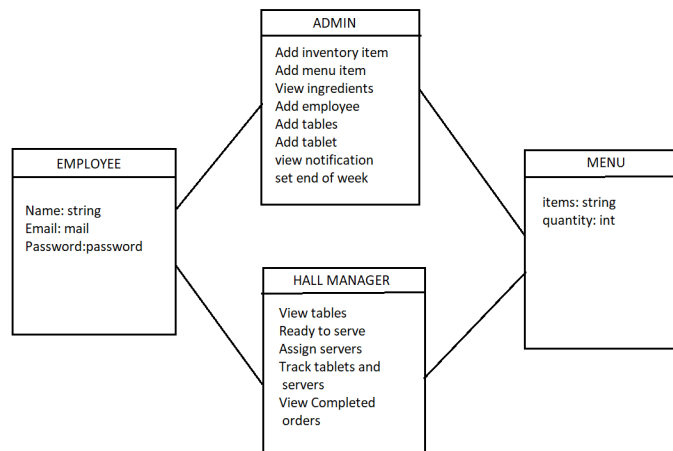 ADMIN
Add inventory item
Add menu item
View ingredients
Add employee
Add tables
Add tablet
view notification
set end of week
EMPLOYEE
Name: string
Email: mail
Password:password
MENU
items: string
quantity: int
HALL MANAGER
View tables
Ready to serve
Assign servers
Track tablets and
servers
View Completed
orders